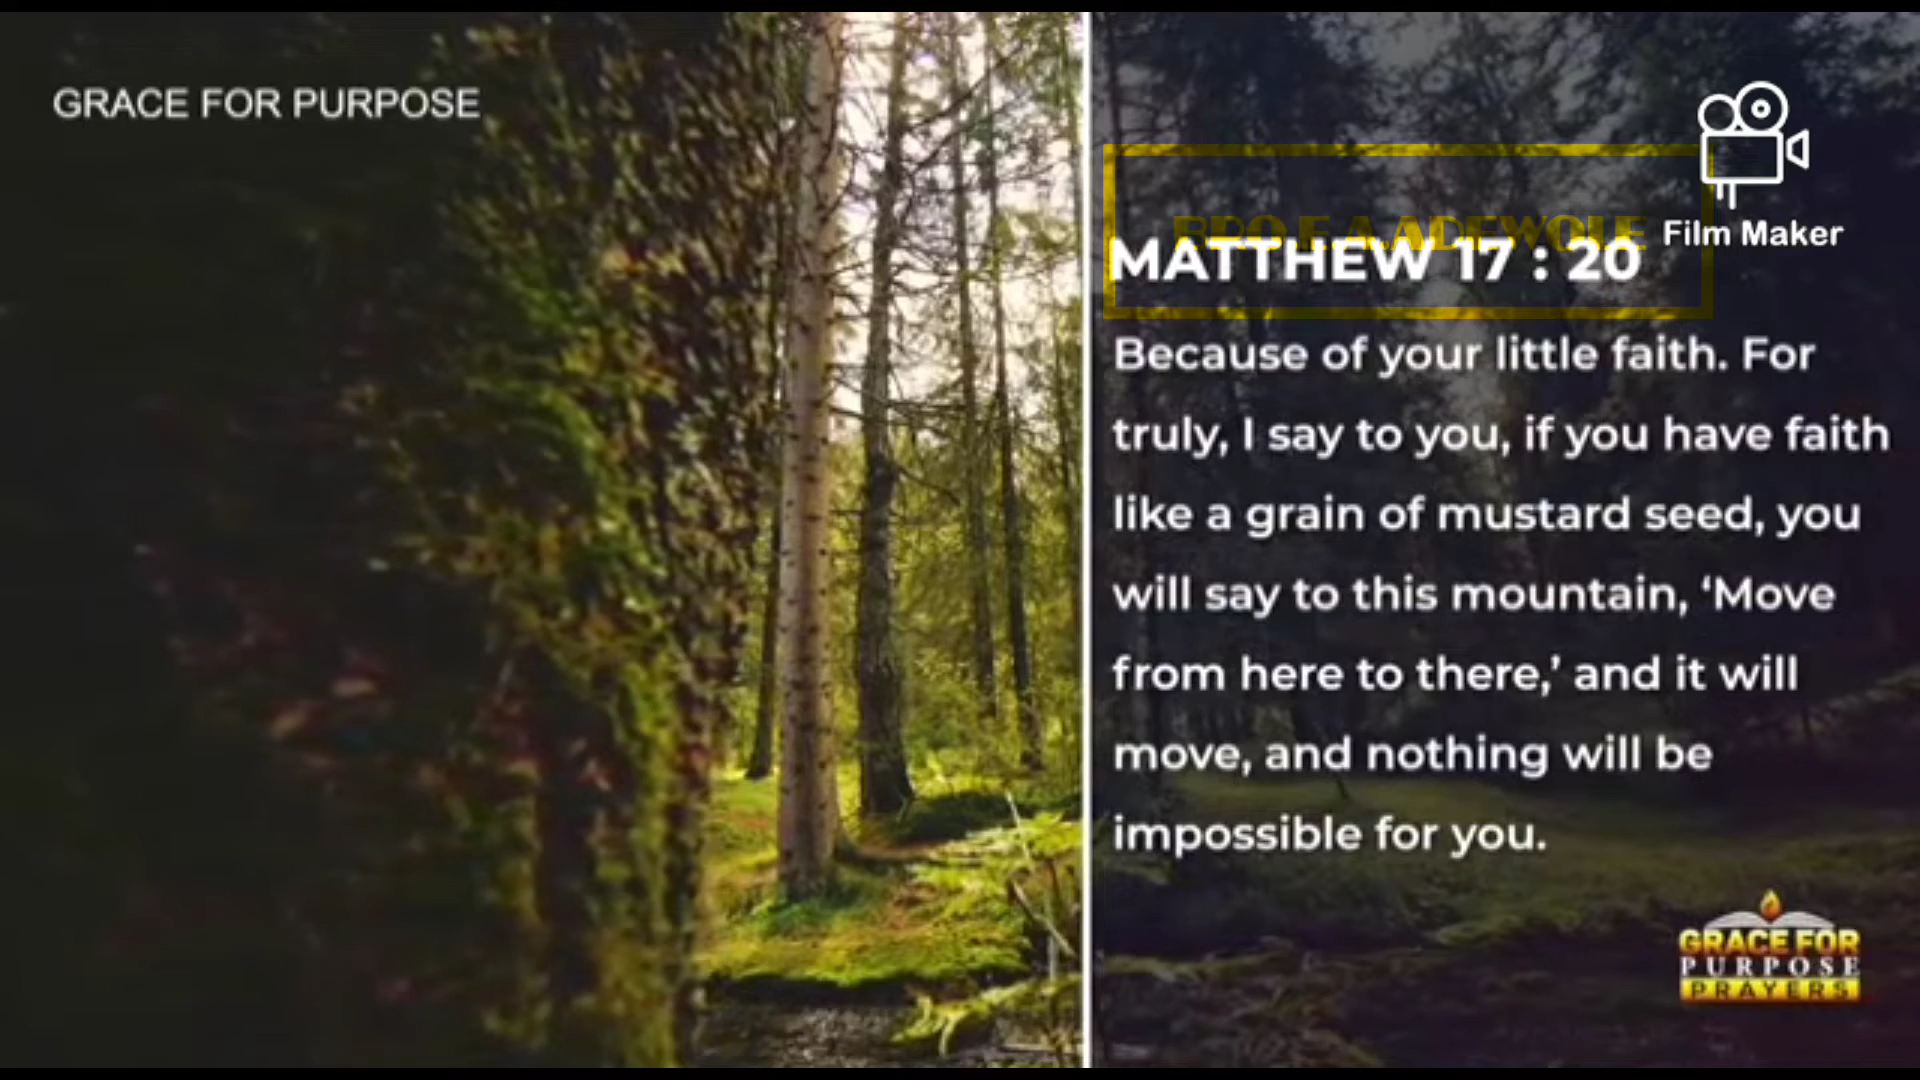 GRACE FOR PURPOSE
Film Maker
BRO F.A.ADEWOLE
MATTHEW 17 : 20
Because of your little faith. For
truly, I say to you, if you have faith
like a grain of mustard seed, you
will say to this mountain, ‘Move
from here to there,’ and it will
move, and nothing will be
impossible for you.
GRACE FOR
PURPOSE
PRAYERS